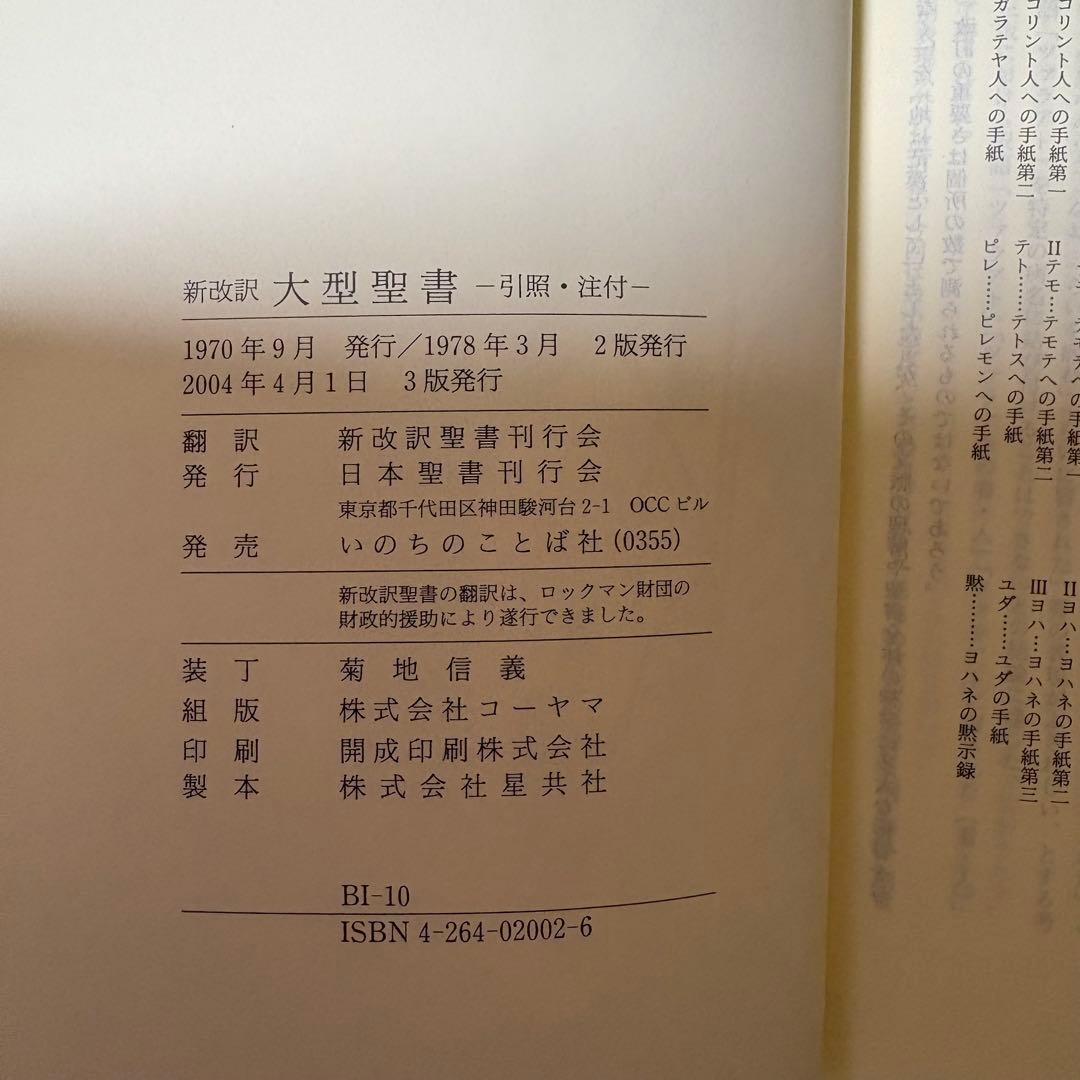 新改訳 大型聖書 −引照・注付−
1970年9月 発行／1978年3月 2版発行
2004年4月1日 3版発行
翻訳 新改訳聖書刊行会
発行 日本聖書刊行会
東京都千代田区神田駿河台2-1 OCCビル
発売 いのちのことば社(0355)
新改訳聖書の翻訳は、ロックマン財団の
財政的援助により遂行できました。
装丁 菊地信義
組版 株式会社コーヤマ
印刷 開成印刷株式会社
製本 株式会社星共社
BI-10
ISBN 4-264-02002-6
コリント人への手紙第一
コリント人への手紙第二
ガラテヤ人への手紙
IIテモ…テモテへの手紙第二
テト……テトスへの手紙
ピレ……ピレモンへの手紙
IIヨハ…ヨハネの手紙第二
IIIヨハ…ヨハネの手紙第三
ユダ……ユダの手紙
黙………ヨハネの黙示録